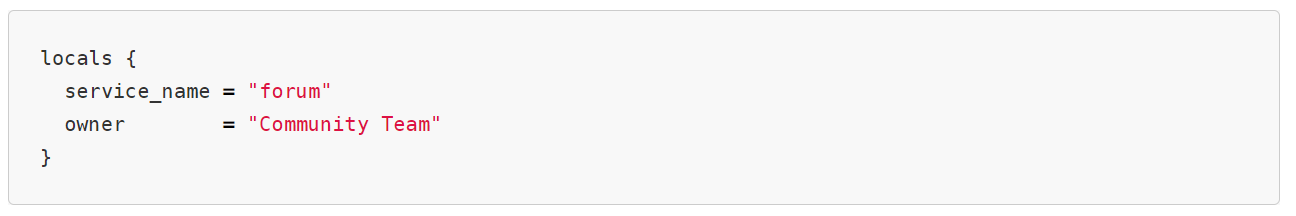 locals {
  service_name = "forum"
  owner        = "Community Team"
}